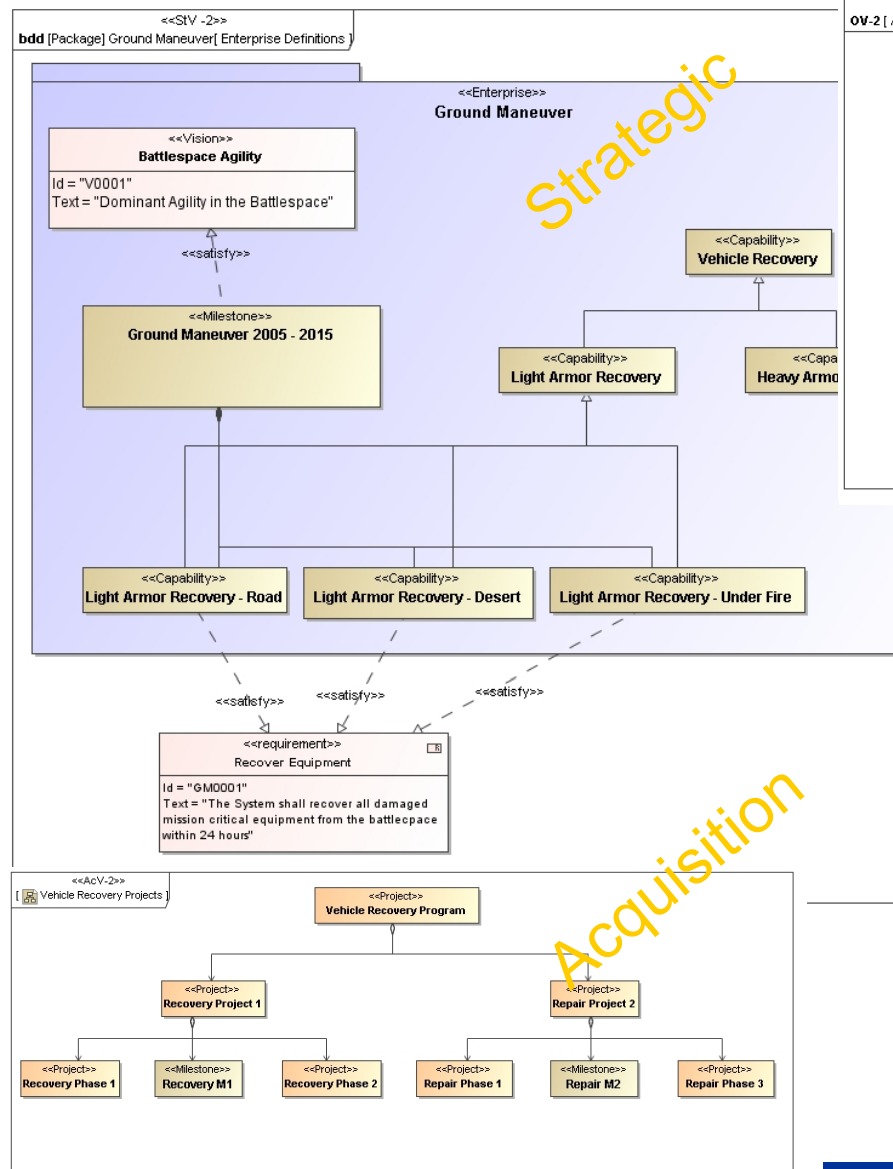 <<StV -2>>
bdd [Package] Ground Maneuver[ Enterprise Definitions ]
OV-2 [
<<Enterprise>>
Ground Maneuver
Strategic
<<Vision>>
Battlespace Agility
Id = "V0001"
Text = "Dominant Agility in the Battlespace"
<<satisfy>>
<<Capability>>
Vehicle Recovery
<<Milestone>>
Ground Maneuver 2005 - 2015
<<Capability>>
Light Armor Recovery
<<Capa
Heavy Armo
<<Capability>>
Light Armor Recovery - Road
<<Capability>>
Light Armor Recovery - Desert
<<Capability>>
Light Armor Recovery - Under Fire
<<satisfy>>
<<satisfy>>
<<satisfy>>
<<requirement>>
Recover Equipment
Id = "GM0001"
Text = "The System shall recover all damaged
mission critical equipment from the battlecpace
within 24 hours"
Acquisition
<<AcV-2>>
[ Vehicle Recovery Projects ]
<<Project>>
Vehicle Recovery Program
<<Project>>
Recovery Project 1
<<Project>>
Repair Project 2
<<Project>>
Recovery Phase 1
<<Milestone>>
Recovery M1
<<Project>>
Recovery Phase 2
<<Project>>
Repair Phase 1
<<Milestone>>
Repair M2
<<Project>>
Repair Phase 3